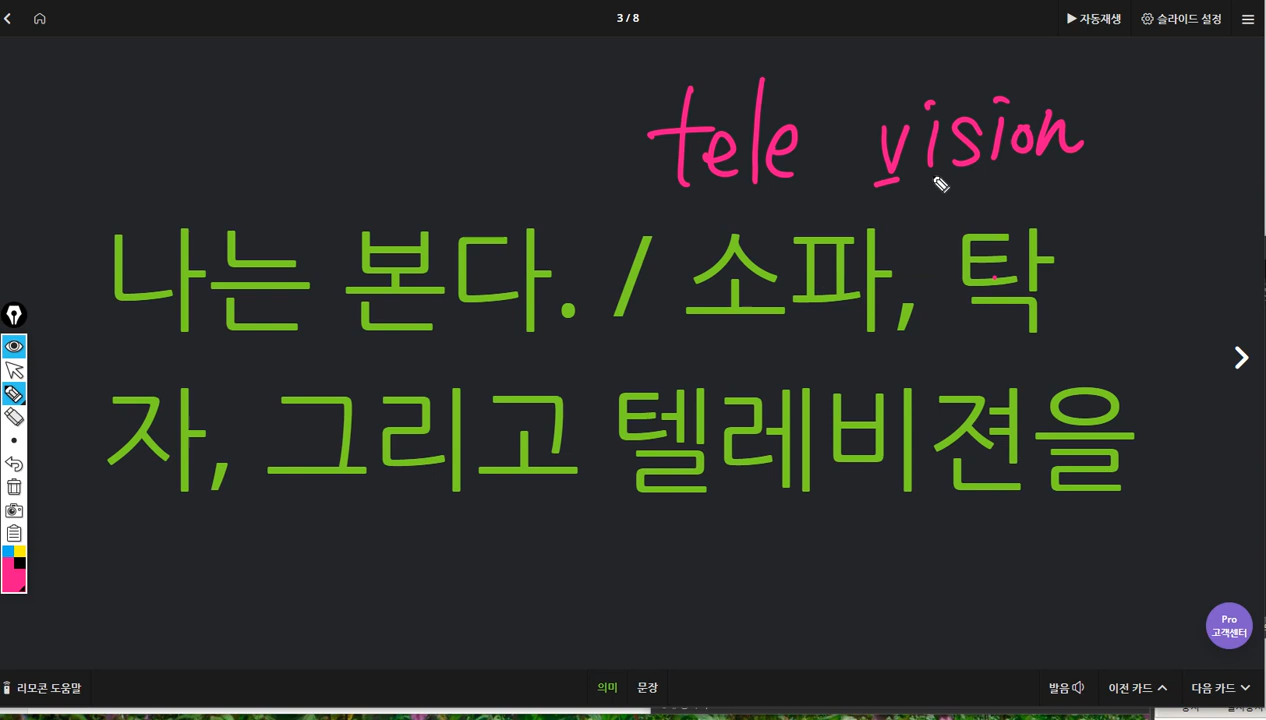 3 / 8
자동재생
슬라이드 설정
tele vision
나는 본다. / 소파, 탁
자, 그리고 텔레비젼을
Pro
고객센터
리모콘 도움말
의미
문장
발음
이전 카드
다음 카드